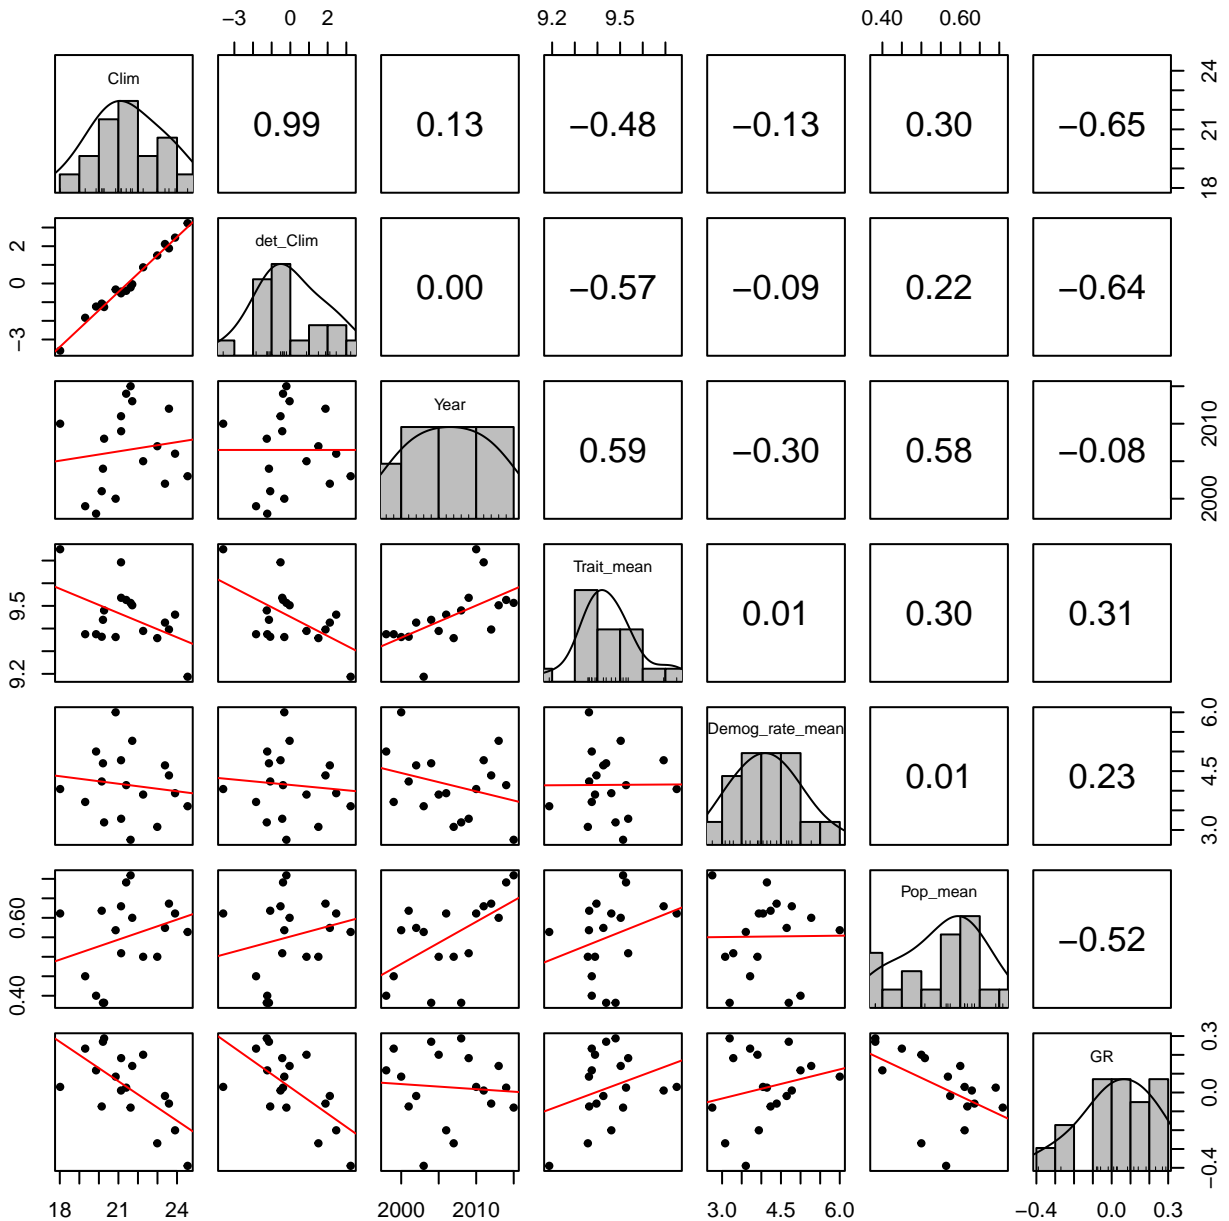 −3 0 2 9.2 9.5 0.40 0.60
Clim 0.99 0.13 −0.48 −0.13 0.30 −0.65 18 21 24
−3 0 2 det_Clim 0.00 −0.57 −0.09 0.22 −0.64
Year 0.59 −0.30 0.58 −0.08 2000 2010
9.2 9.5 Trait_mean 0.01 0.30 0.31
Demog_rate_mean 0.01 0.23 3.0 4.5 6.0
0.40 0.60 Pop_mean −0.52
GR −0.4 0.0 0.3
18 21 24 2000 2010 3.0 4.5 6.0 −0.4 0.0 0.3